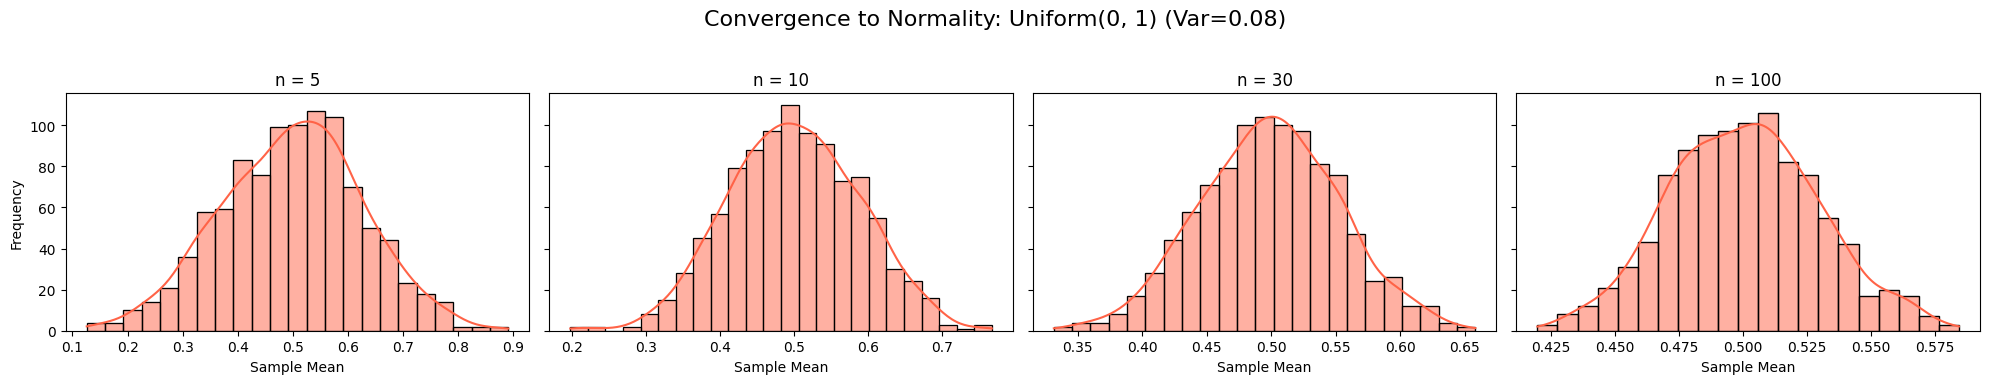 Convergence to Normality: Uniform(0, 1) (Var=0.08)
n = 5
n = 10
n = 30
n = 100
Frequency
100
80
60
40
20
0
0.1 0.2 0.3 0.4 0.5 0.6 0.7 0.8 0.9
0.2 0.3 0.4 0.5 0.6 0.7
0.35 0.40 0.45 0.50 0.55 0.60 0.65
0.425 0.450 0.475 0.500 0.525 0.550 0.575
Sample Mean
Sample Mean
Sample Mean
Sample Mean